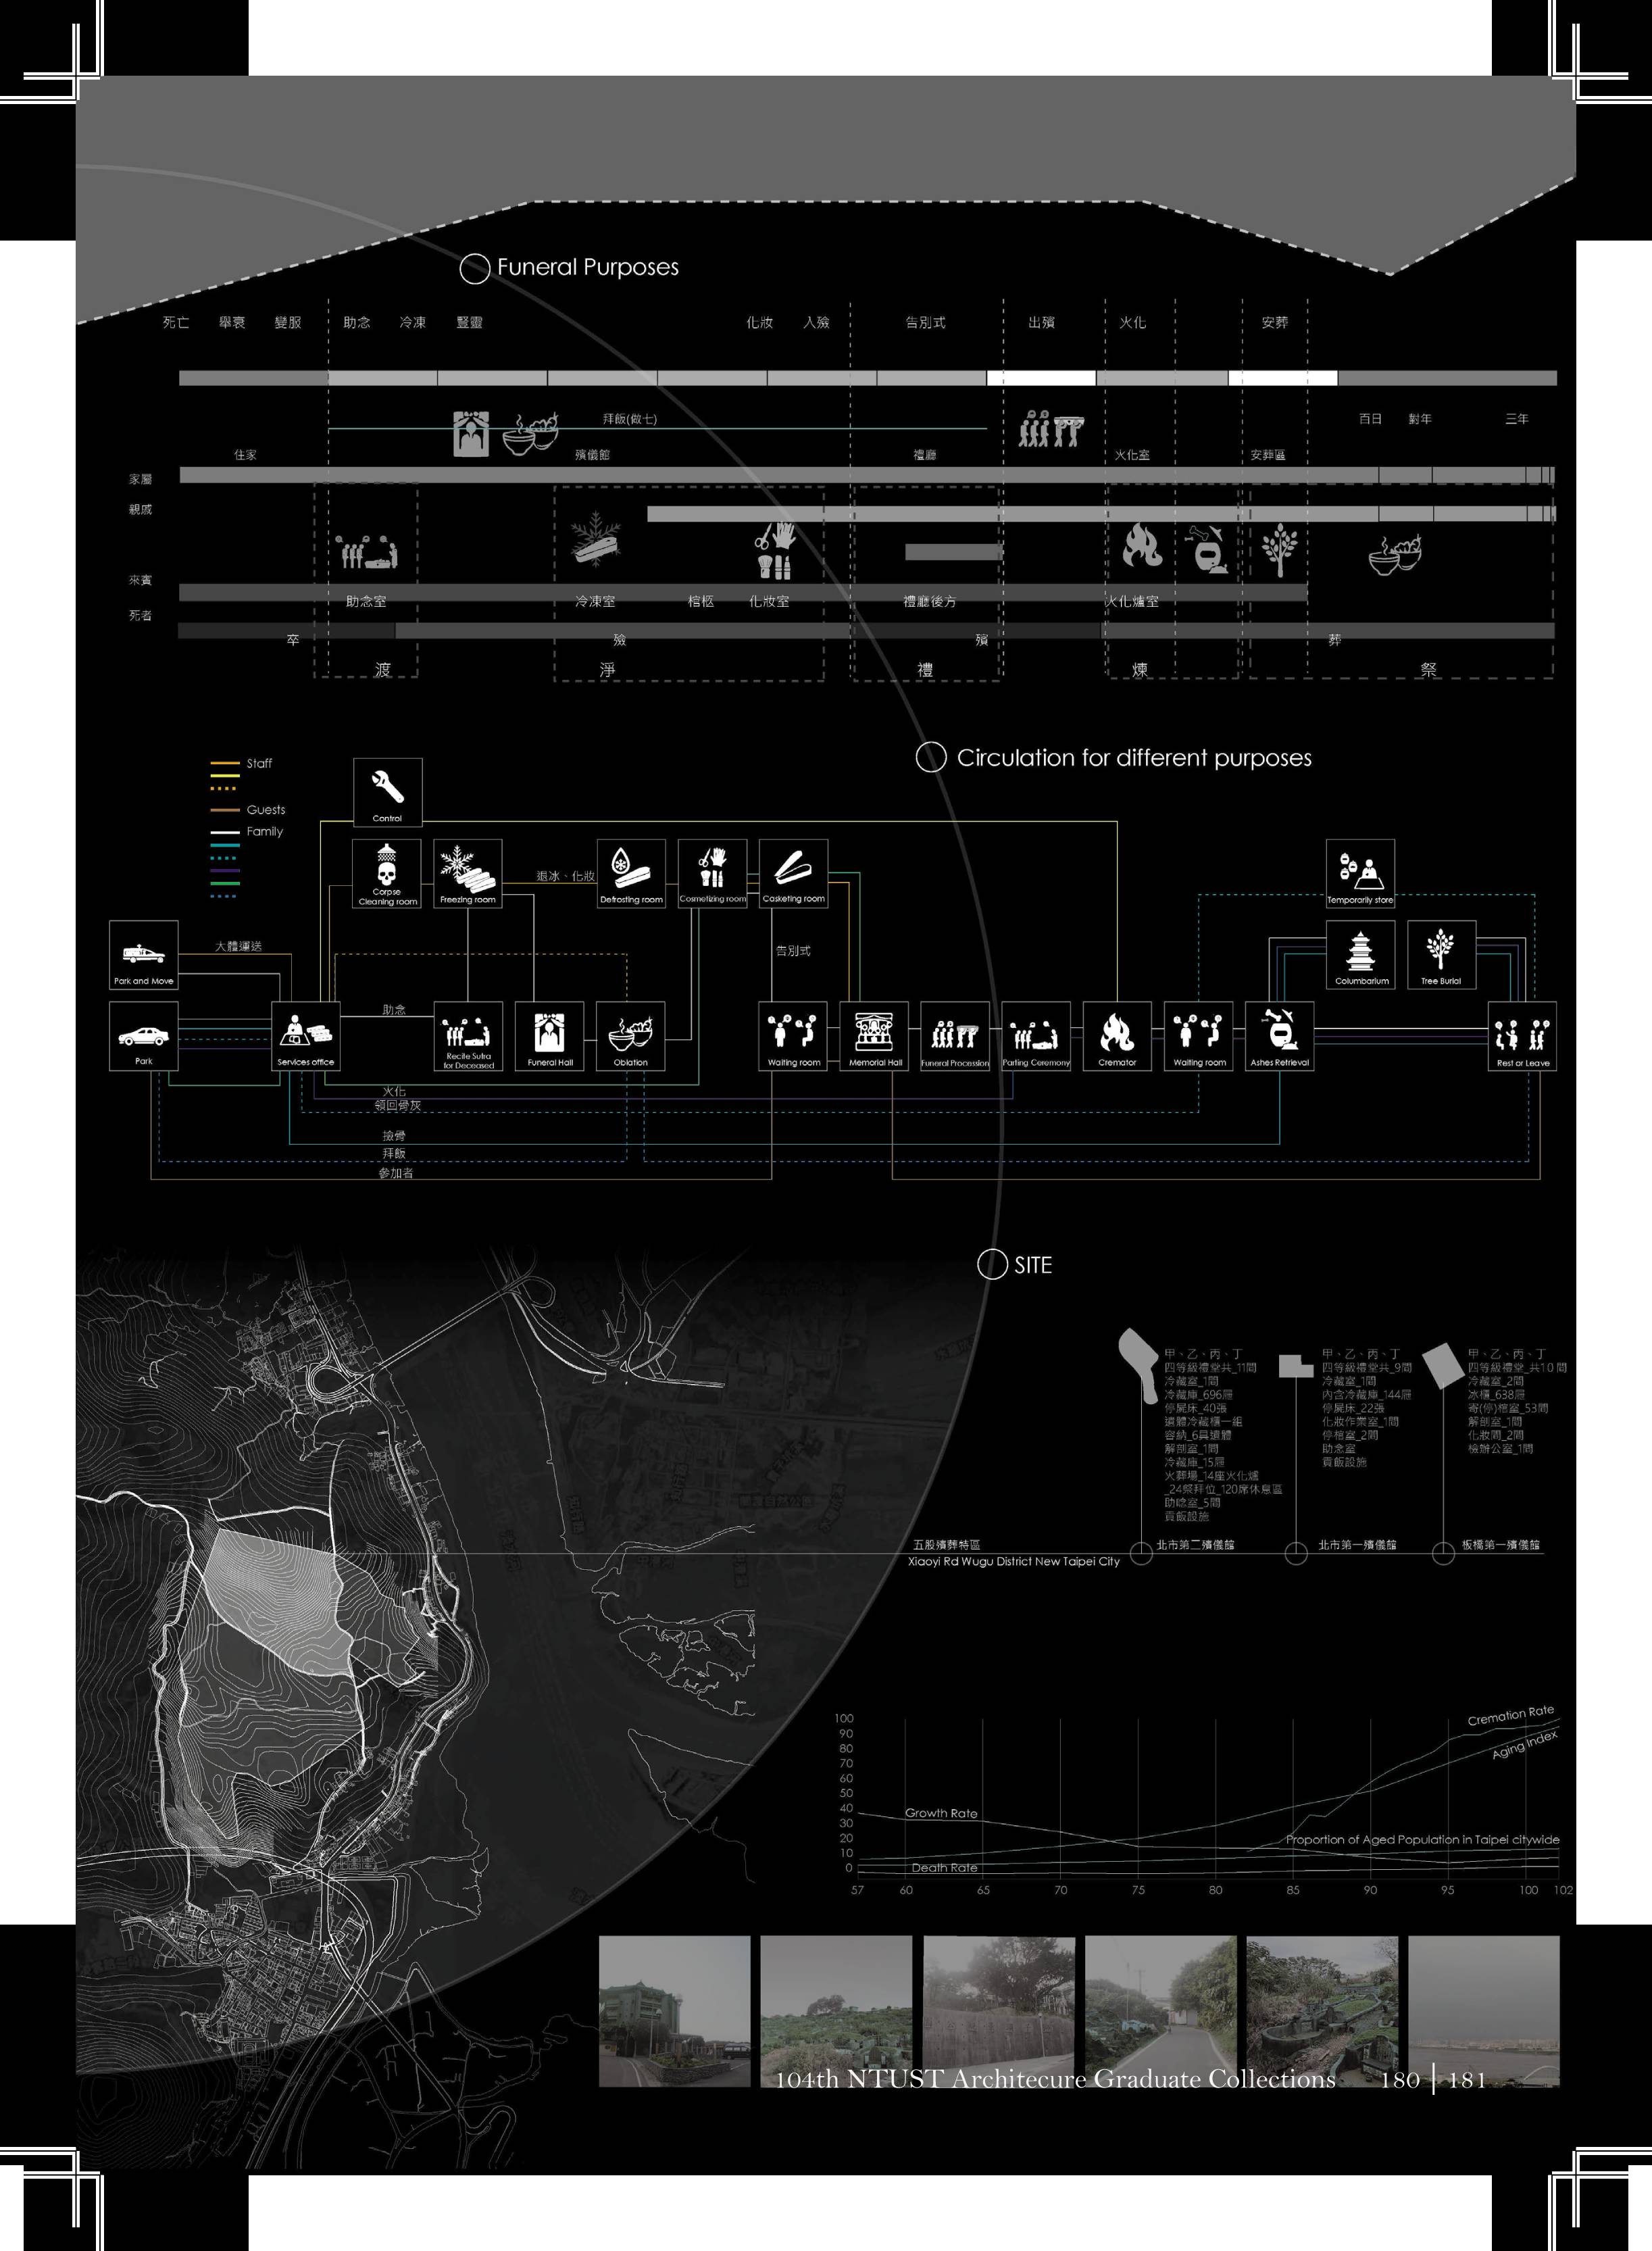 Funeral Purposes
死亡 舉衰 變服 助念 冷凍 豎靈 化妝 入殮 告別式 出殯 火化 安葬
拜飯(做七) 百日 對年 三年
住家 殯儀館 禮廳 火化室 安葬區
家屬
親戚
來賓
助念室 冷凍室 棺柩 化妝室 禮廳後方 火化爐室
死者
卒 殮 殯 葬
渡 淨 禮 煉 祭
Circulation for different purposes
Staff
Guests
Family
Control
Corpse
Cleaning room
Freezing room
退冰、化妝
Defrosting room
Cosmetizing room
Casketing room
Temporarily store
Park and Move
大體運送
告別式
Columbarium
Tree Burial
Park
Services office
助念
Recite Sutra
for Deceased
Funeral Hall
Oblation
Waiting room
Memorial Hall
Funeral Procession
Parting Ceremony
Cremator
Waiting room
Ashes Retrieval
Rest or Leave
火化
領回骨灰
撿骨
拜飯
參加者
SITE
甲、乙、丙、丁
四等級禮堂共_11間
冷藏室_1間
冷藏庫_696屜
停屍床_40張
遺體冷藏櫃一組
容納_6具遺體
解剖室_1間
冷藏庫_15屜
火葬場_14座火化爐
_24祭拜位_120席休息區
助唸室_5間
貢飯設施
甲、乙、丙、丁
四等級禮堂共_9間
冷藏室_1間
內含冷藏庫_144屜
停屍床_22張
化妝作業室_1間
停棺室_2間
助念室
貢飯設施
甲、乙、丙、丁
四等級禮堂_共10間
冷藏室_2間
冰櫃_638屜
寄(停)棺室_53間
解剖室_1間
化妝間_2間
檢辦公室_1間
五股殯葬特區 北市第二殯儀館 北市第一殯儀館 板橋第一殯儀館
Xiaoyi Rd Wugu District New Taipei City
100
90
80
70
60
50
40
30
20
10
0
Cremation Rate
Aging Index
Growth Rate
Proportion of Aged Population in Taipei citywide
Death Rate
57 60 65 70 75 80 85 90 95 100 102
104th NTUST Architecure Graduate Collections 180 | 181